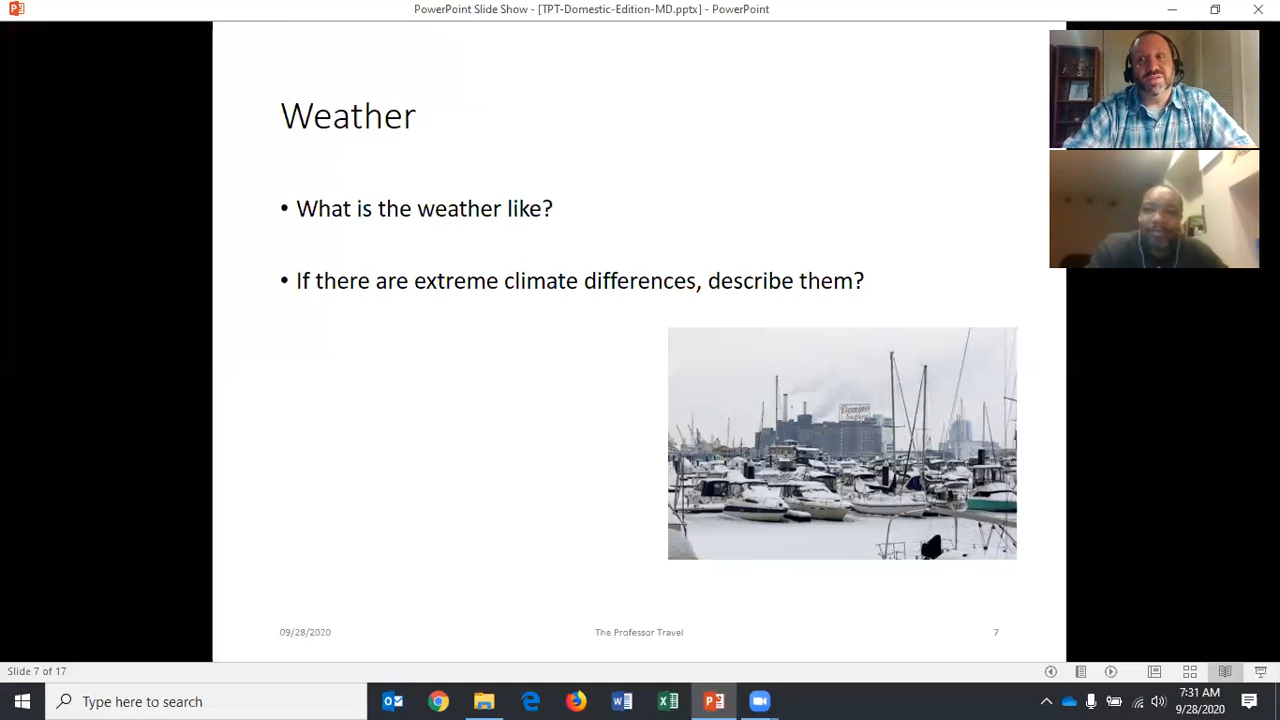 PowerPoint Slide Show - [TPT-Domestic-Edition-MD.pptx] - PowerPoint
Weather
• What is the weather like?
• If there are extreme climate differences, describe them?
Domino
Sugars
09/28/2020
The Professor Travel
7
Slide 7 of 17
Type here to search
7:31 AM
9/28/2020